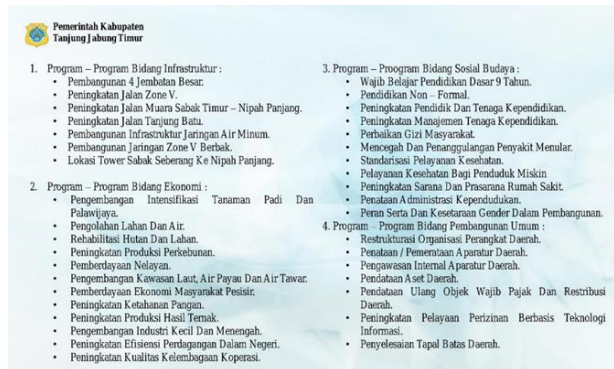 Pemerintah Kabupaten
Tanjung Jabung Timur
1. Program – Program Bidang Infrastruktur :
• Pembangunan 4 Jembatan Besar.
• Peningkatan Jalan Zone V.
• Peningkatan Jalan Muara Sabak Timur – Nipah Panjang.
• Peningkatan Jalan Tanjung Batu.
• Pembangunan Infrastruktur Jaringan Air Minum.
• Pembangunan Jaringan Zone V Berbak.
• Lokasi Tower Sabak Seberang Ke Nipah Panjang.
2. Program – Program Bidang Ekonomi :
• Pengembangan Intensifikasi Tanaman Padi Dan
Palawijaya.
• Pengolahan Lahan Dan Air.
• Rehabilitasi Hutan Dan Lahan.
• Peningkatan Produksi Perkebunan.
• Pemberdayaan Nelayan.
• Pengembangan Kawasan Laut, Air Payau Dan Air Tawar.
• Pemberdayaan Ekonomi Masyarakat Pesisir.
• Peningkatan Ketahanan Pangan.
• Peningkatan Produksi Hasil Ternak.
• Pengembangan Industri Kecil Dan Menengah.
• Peningkatan Efisiensi Perdagangan Dalam Negeri.
• Peningkatan Kualitas Kelembagaan Koperasi.
3. Program – Proogram Bidang Sosial Budaya :
• Wajib Belajar Pendidikan Dasar 9 Tahun.
• Pendidikan Non – Formal.
• Peningkatan Pendidik Dan Tenaga Kependidikan.
• Peningkatan Manajemen Tenaga Kependidikan.
• Perbaikan Gizi Masyarakat.
• Mencegah Dan Penanggulangan Penyakit Menular.
• Standarisasi Pelayanan Kesehatan.
• Pelayanan Kesehatan Bagi Penduduk Miskin
• Peningkatan Sarana Dan Prasarana Rumah Sakit.
• Penataan Administrasi Kependudukan.
• Peran Serta Dan Kesetaraan Gender Dalam Pembangunan.
4. Program – Program Bidang Pembangunan Umum :
• Restrukturasi Organisasi Perangkat Daerah.
• Penataan / Pemerataan Aparatur Daerah.
• Pengawasan Internal Aparatur Daerah.
• Pendataan Aset Daerah.
• Pendataan Ulang Objek Wajib Pajak Dan Restribusi
Daerah.
• Peningkatan Pelayaan Perizinan Berbasis Teknologi
Informasi.
• Penyelesaian Tapal Batas Daerah.